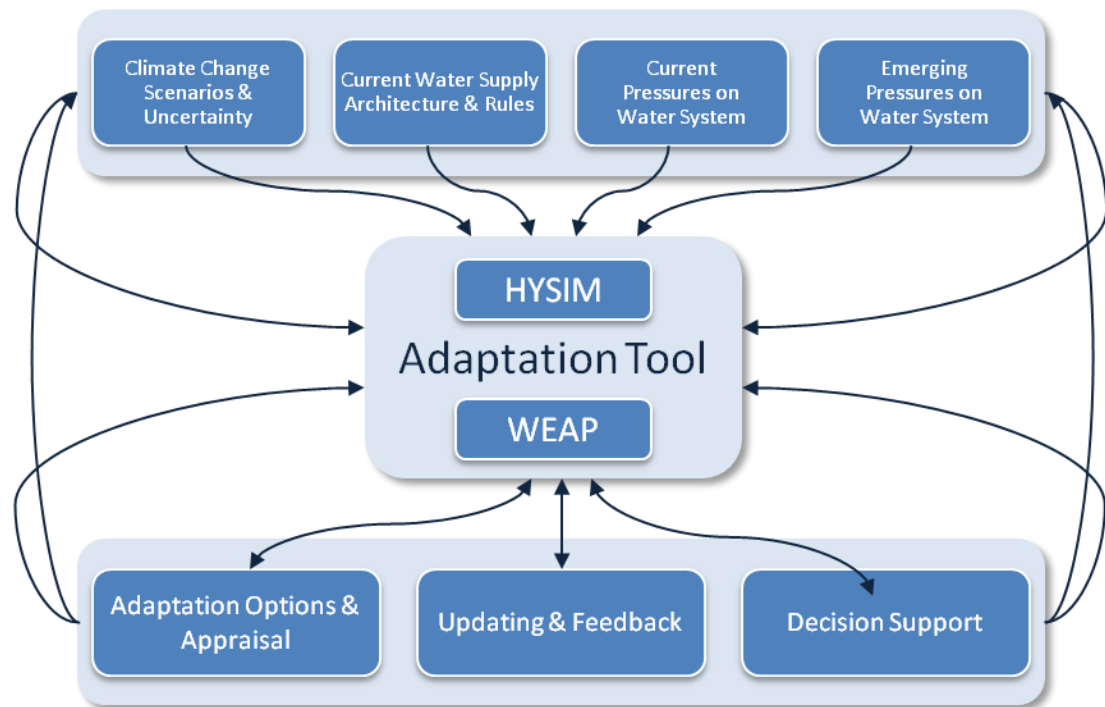 Climate Change
Scenarios &
Uncertainty
Current Water Supply
Architecture & Rules
Current
Pressures on
Water System
Emerging
Pressures on
Water System
HYSIM
Adaptation Tool
WEAP
Adaptation Options &
Appraisal
Updating & Feedback
Decision Support